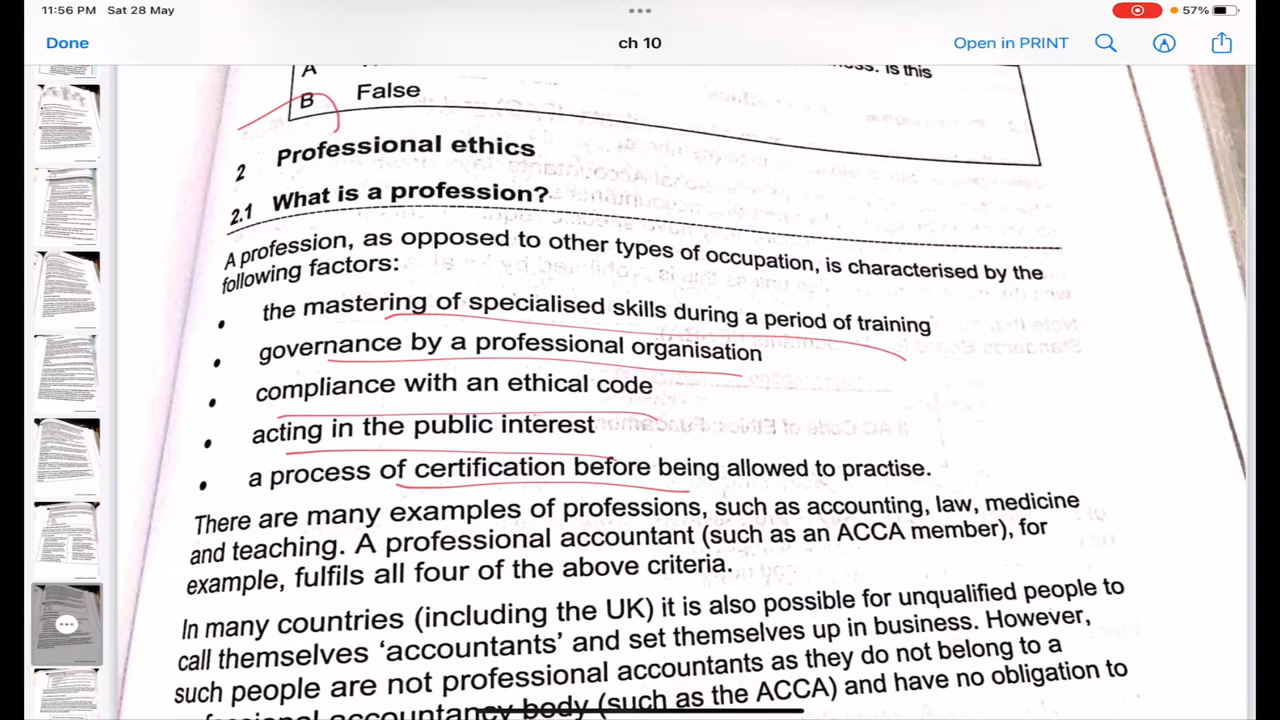 11:56 PM Sat 28 May
57%
Done
ch 10
Open in PRINT
A
Is this
B False
2 Professional ethics
2.1 What is a profession?
A profession, as opposed to other types of occupation, is characterised by the
following factors:
• the mastering of specialised skills during a period of training
• governance by a professional organisation
• compliance with an ethical code
• acting in the public interest
• a process of certification before being allowed to practise.
There are many examples of professions, such as accounting, law, medicine
and teaching. A professional accountant (such as an ACCA member), for
example, fulfils all four of the above criteria.
In many countries (including the UK) it is also possible for unqualified people to
call themselves ‘accountants’ and set themselves up in business. However,
such people are not professional accountants as they do not belong to a
accountancy body (such as the ACCA) and have no obligation to